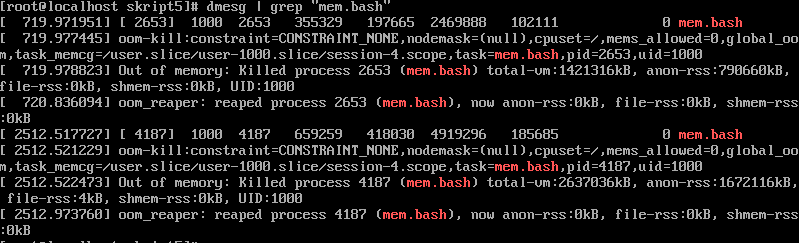 [root@localhost skript5]# dmesg | grep "mem.bash"
[  719.971951] [ 2653]  1000  2653   355329   197665  2469888   102111             0 mem.bash
[  719.977445] oom-kill:constraint=CONSTRAINT_NONE,nodemask=(null),cpuset=/,mems_allowed=0,global_oo
m,task_memcg=/user.slice/user-1000.slice/session-4.scope,task=mem.bash,pid=2653,uid=1000
[  719.978823] Out of memory: Killed process 2653 (mem.bash) total-vm:1421316kB, anon-rss:790660kB,
file-rss:0kB, shmem-rss:0kB, UID:1000
[  720.836094] oom_reaper: reaped process 2653 (mem.bash), now anon-rss:0kB, file-rss:0kB, shmem-rss
:0kB
[ 2512.517727] [ 4187]  1000  4187   659259   418030  4919296   185685             0 mem.bash
[ 2512.521229] oom-kill:constraint=CONSTRAINT_NONE,nodemask=(null),cpuset=/,mems_allowed=0,global_oo
m,task_memcg=/user.slice/user-1000.slice/session-4.scope,task=mem.bash,pid=4187,uid=1000
[ 2512.522473] Out of memory: Killed process 4187 (mem.bash) total-vm:2637036kB, anon-rss:1672116kB,
 file-rss:4kB, shmem-rss:0kB, UID:1000
[ 2512.973760] oom_reaper: reaped process 4187 (mem.bash), now anon-rss:0kB, file-rss:0kB, shmem-rss
:0kB